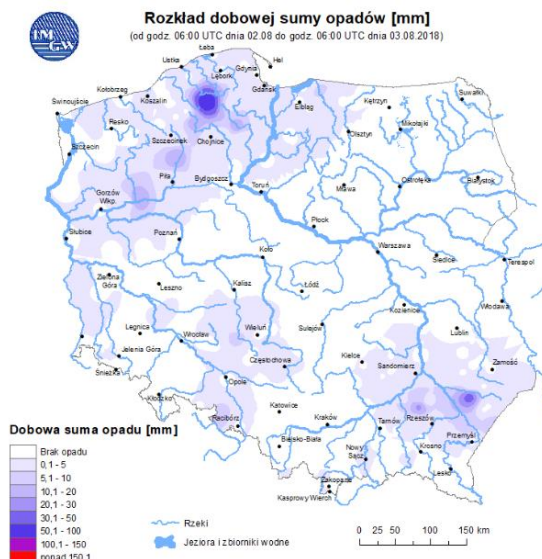 Rozkład dobowej sumy opadów [mm]
(od godz. 06:00 UTC dnia 02.08 do godz. 06:00 UTC dnia 03.08.2018)
IM
GW
Łeba
Ustka
Lębork
Hel
Gdynia
Gdańsk
Kołobrzeg
Koszalin
Elbląg
Kętrzyn
Suwałki
Świnoujście
Resko
Szczecinek
Chojnice
Olsztyn
Mikołajki
Szczecin
Piła
Bydgoszcz
Toruń
Mława
Ostrołęka
Białystok
Gorzów
Wlkp.
Płock
Słubice
Poznań
Koło
Warszawa
Siedlce
Terespol
Zielona
Góra
Leszno
Kalisz
Łódź
Kozienice
Włodawa
Legnica
Wrocław
Wieluń
Sulejów
Lublin
Jelenia Góra
Śnieżka
Częstochowa
Kielce
Sandomierz
Zamość
Opole
Kłodzko
Katowice
Racibórz
Kraków
Tarnów
Rzeszów
Bielsko-Biała
Nowy
Sącz
Krosno
Przemyśl
Lesko
Zakopane
Kasprowy Wierch
Dobowa suma opadu [mm]
Brak opadu
0,1 - 5
5,1 - 10
10,1 - 20
20,1 - 30
30,1 - 50
50,1 - 100
100,1 - 150
ponad 150,1
Rzeki
Jeziora i zbiorniki wodne
0 25 50 100 150 km